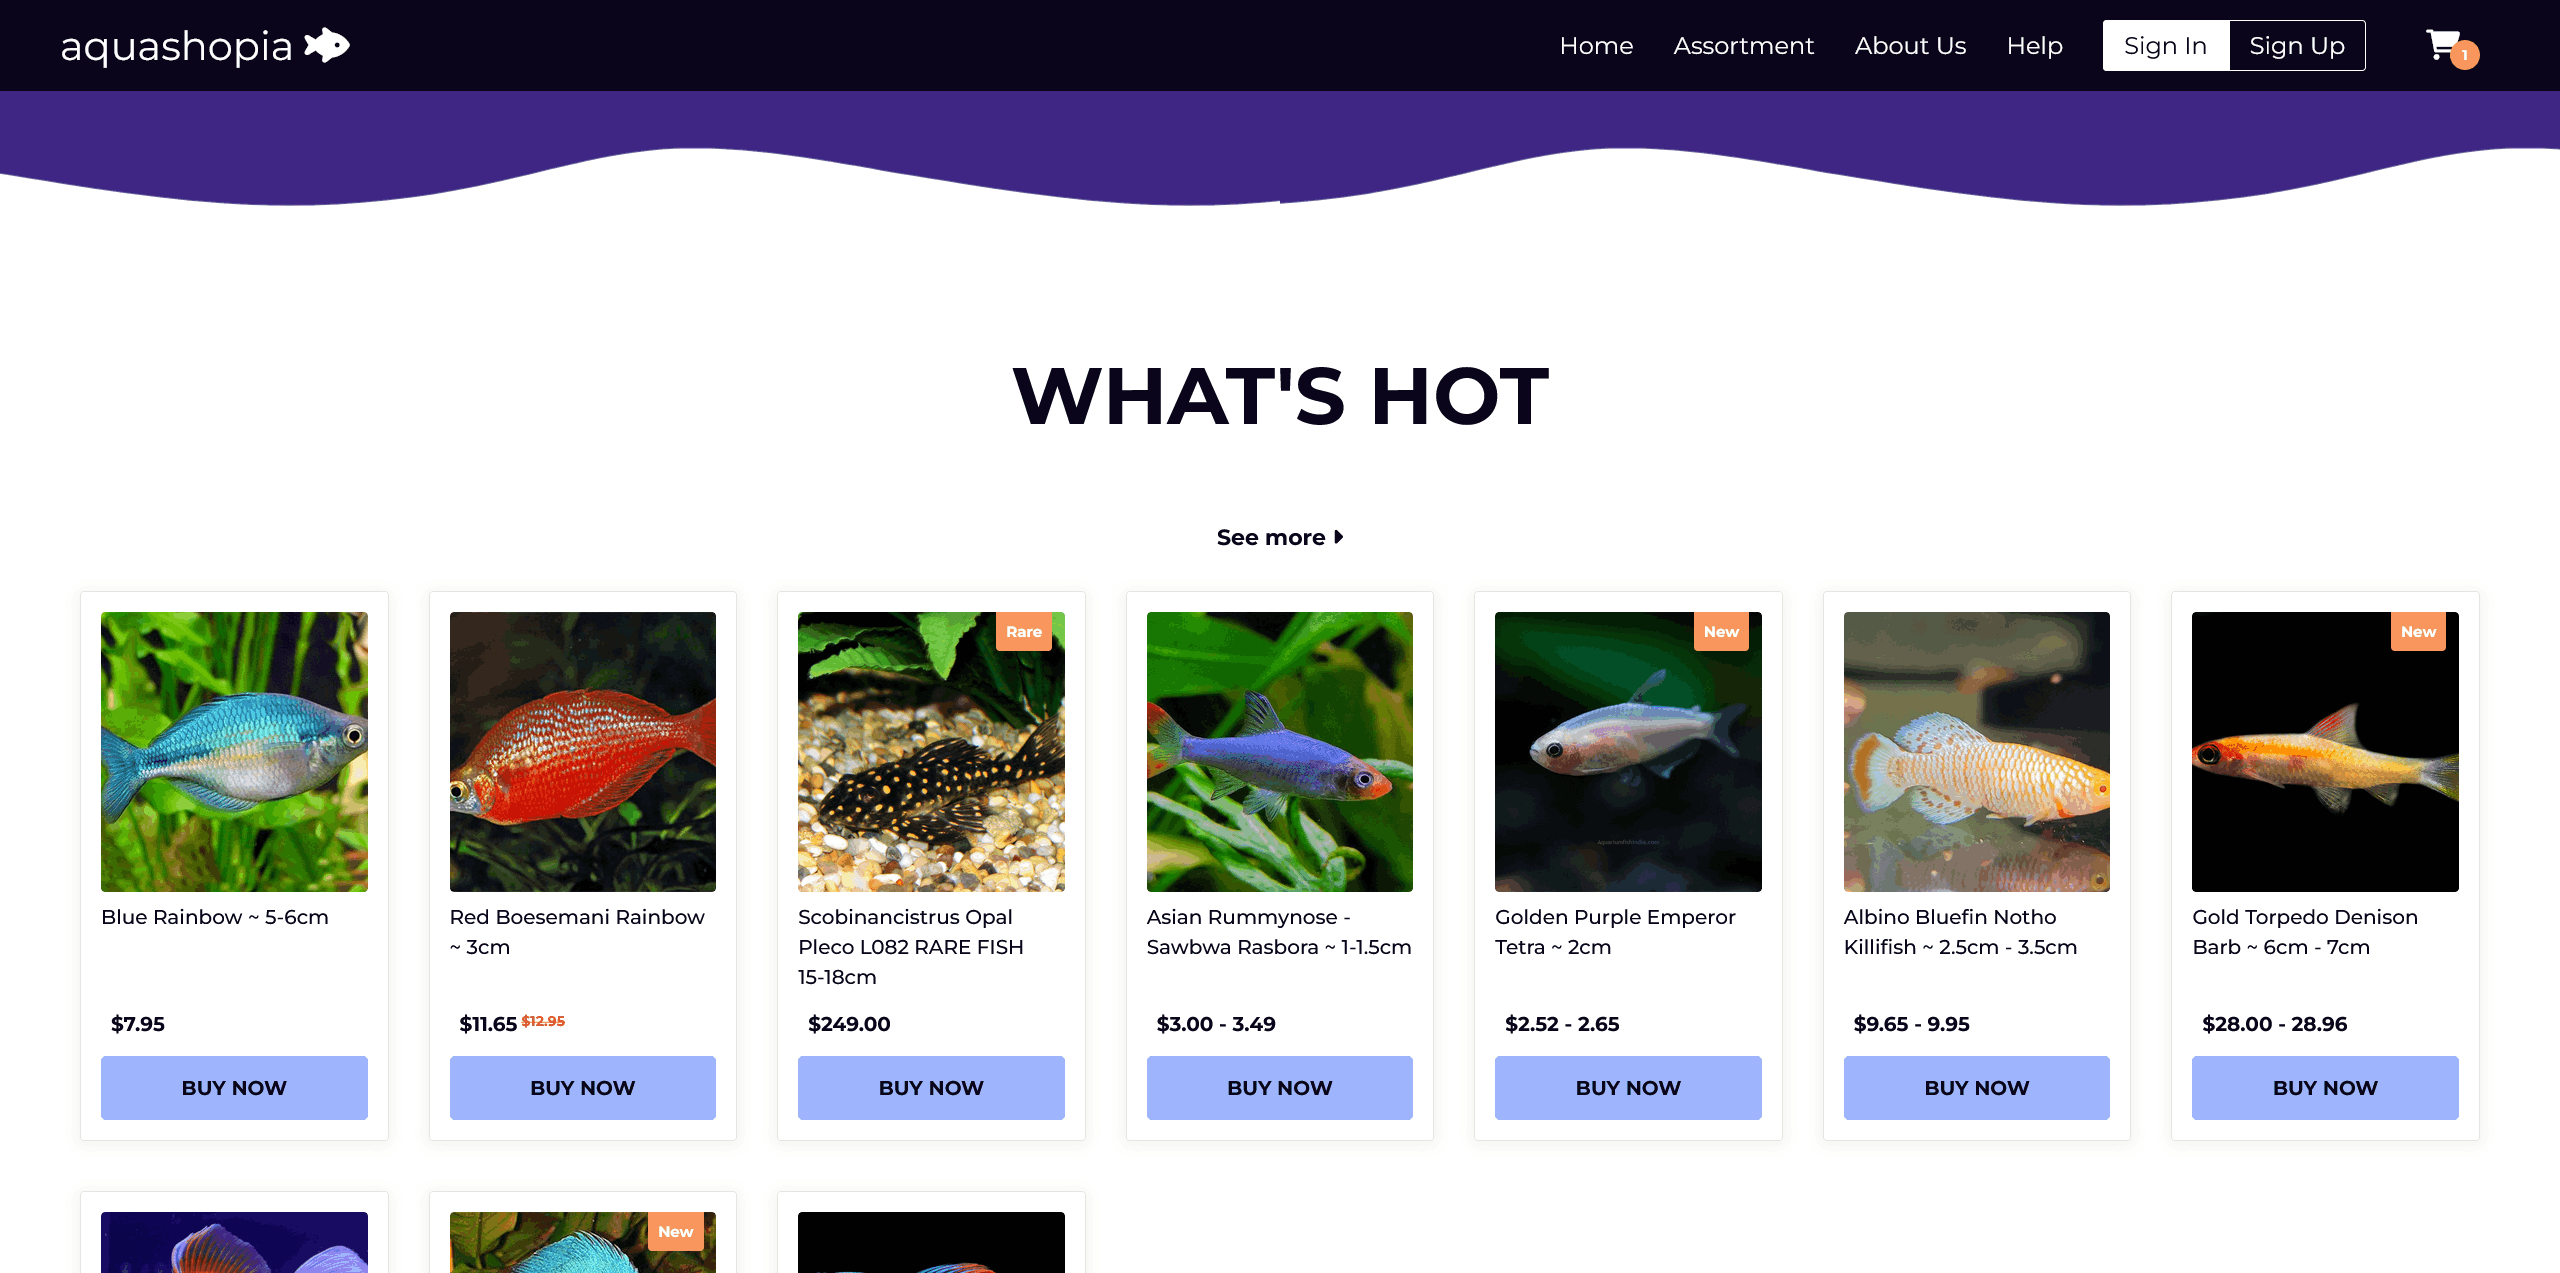 aquashopia
Home Assortment About Us Help Sign In Sign Up 1
WHAT'S HOT
See more
Rare
New
New
Blue Rainbow ~ 5-6cm
$7.95
BUY NOW
Red Boesemani Rainbow
~ 3cm
$11.65 $12.95
BUY NOW
Scobinancistrus Opal
Pleco L082 RARE FISH
15-18cm
$249.00
BUY NOW
Asian Rummynose -
Sawbwa Rasbora ~ 1-1.5cm
$3.00 - 3.49
BUY NOW
Golden Purple Emperor
Tetra ~ 2cm
$2.52 - 2.65
BUY NOW
Albino Bluefin Notho
Killifish ~ 2.5cm - 3.5cm
$9.65 - 9.95
BUY NOW
Gold Torpedo Denison
Barb ~ 6cm - 7cm
$28.00 - 28.96
BUY NOW
New